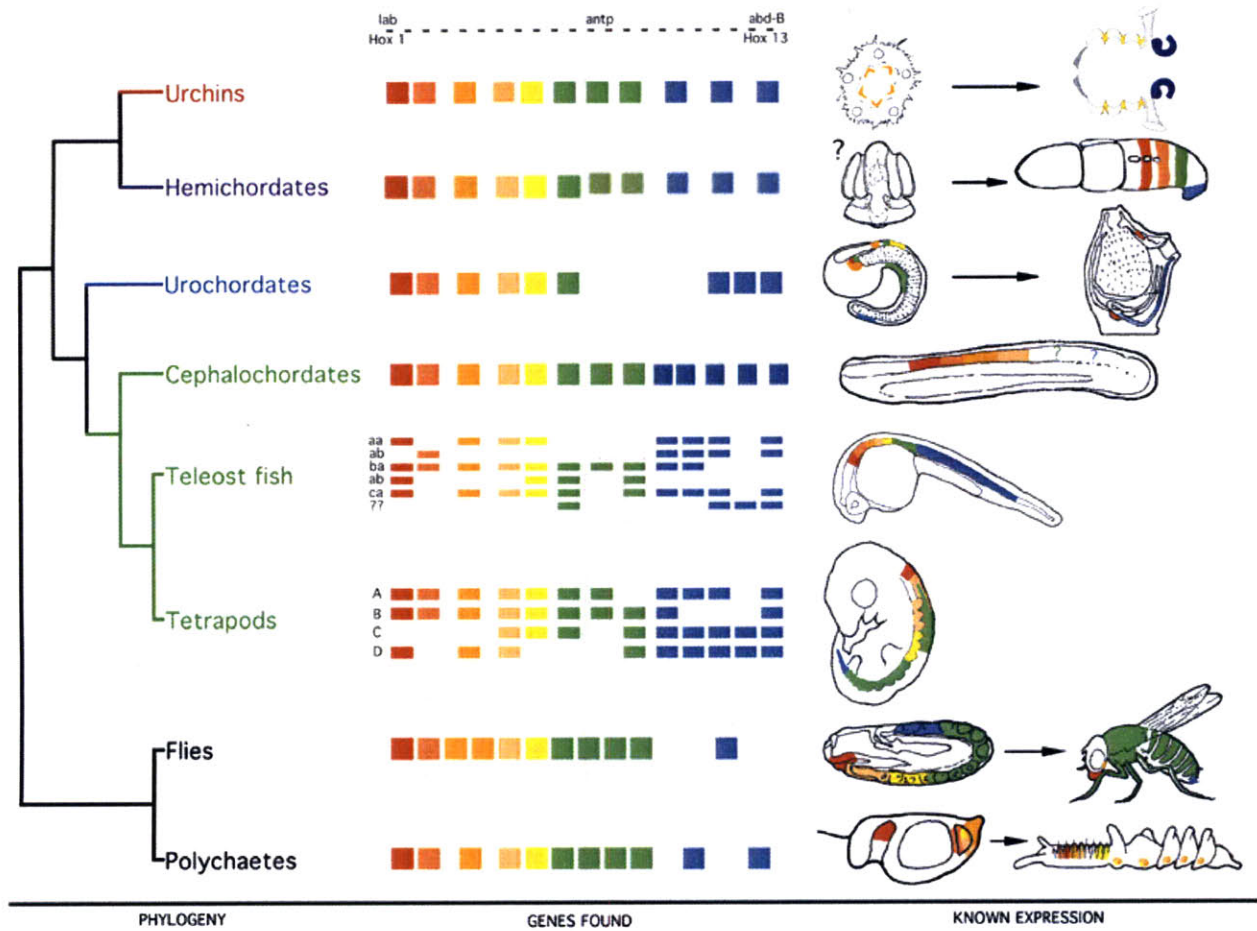 lab antp abd-B
Hox 1 Hox 13
Urchins
?
Hemichordates
Urochordates
Cephalochordates
? ?
aa
ab
ba
Teleost fish
ab
ca
??
A
B
Tetrapods
C
D
Flies
Polychaetes
PHYLOGENY GENES FOUND KNOWN EXPRESSION